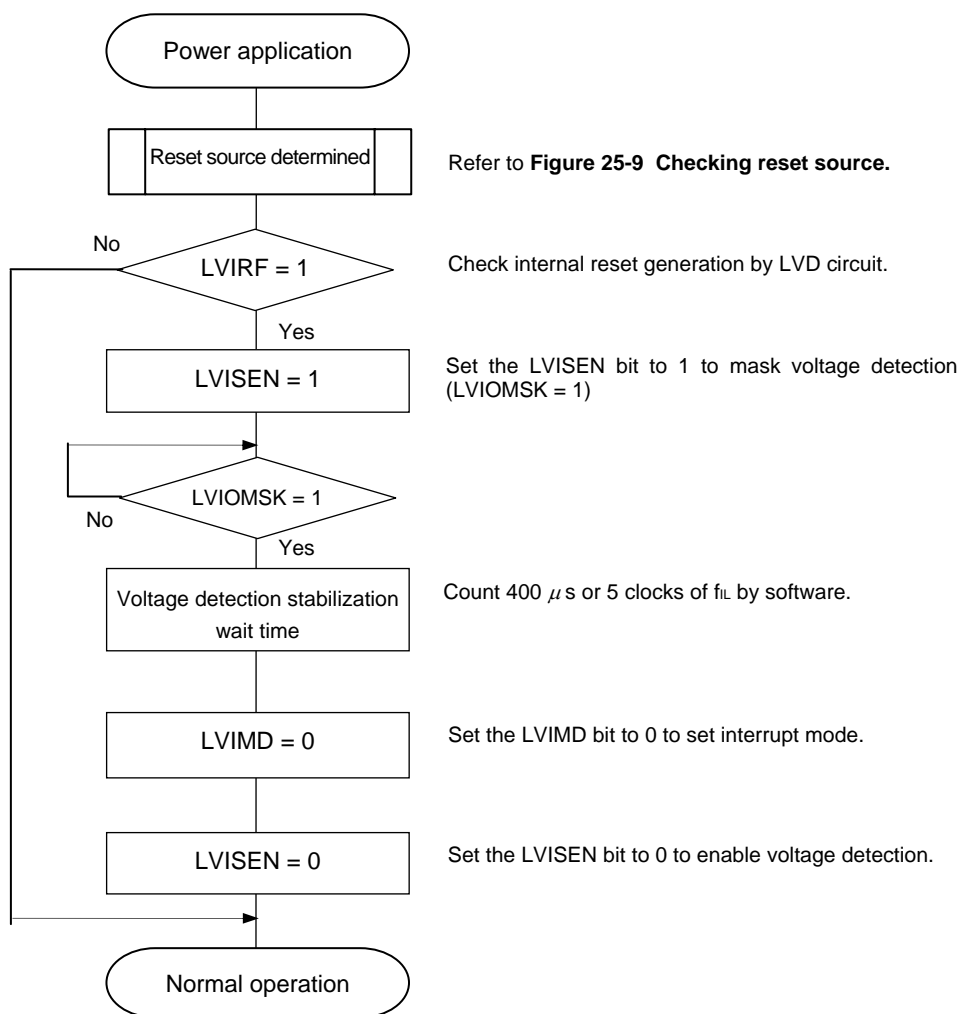 Power application
Reset source determined
Refer to Figure 25-9 Checking reset source.
No
LVIRF = 1
Check internal reset generation by LVD circuit.
Yes
LVISEN = 1
Set the LVISEN bit to 1 to mask voltage detection
(LVIOMSK = 1)
LVIOMSK = 1
No
Yes
Voltage detection stabilization
wait time
Count 400 μs or 5 clocks of fIL by software.
LVIMD = 0
Set the LVIMD bit to 0 to set interrupt mode.
LVISEN = 0
Set the LVISEN bit to 0 to enable voltage detection.
Normal operation